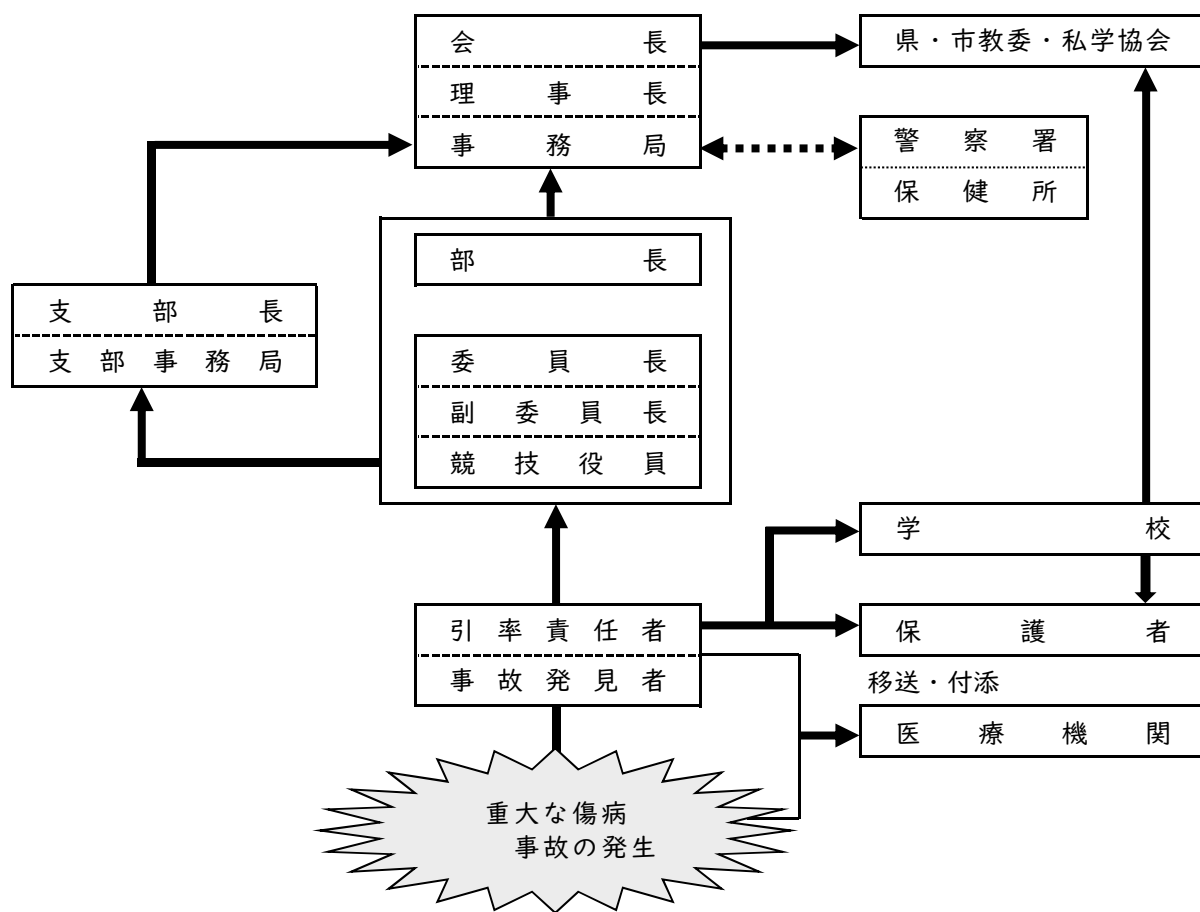 会長
理事長
事務局
県・市教委・私学協会
警察署
保健所
部長
支部長
支部事務局
委員長
副委員長
競技役員
学校
引率責任者
事故発見者
保護者
移送・付添
医療機関
重大な傷病
事故の発生